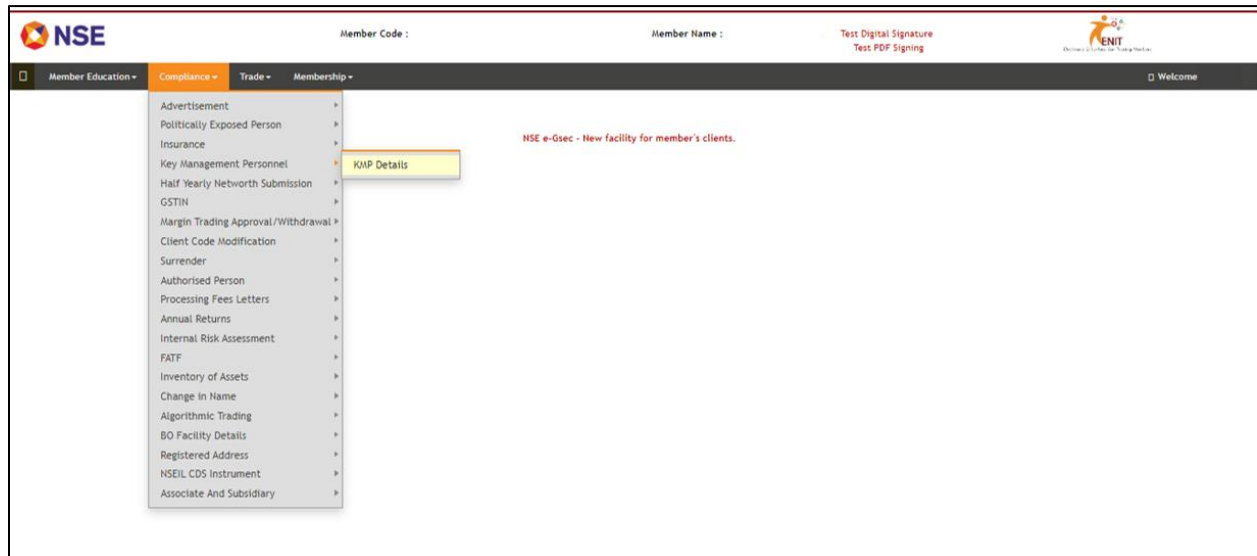 NSE
Member Code :
Member Name :
Test Digital Signature
Test PDF Signing
ENIT
Member Education
Compliance
Trade
Membership
Welcome
Advertisement
Politically Exposed Person
Insurance
Key Management Personnel
KMP Details
Half Yearly Networth Submission
GSTIN
Margin Trading Approval/Withdrawal
Client Code Modification
Surrender
Authorised Person
Processing Fees Letters
Annual Returns
Internal Risk Assessment
FATF
Inventory of Assets
Change in Name
Algorithmic Trading
BO Facility Details
Registered Address
NSEIL CDS Instrument
Associate And Subsidiary
NSE e-Gsec - New facility for member's clients.